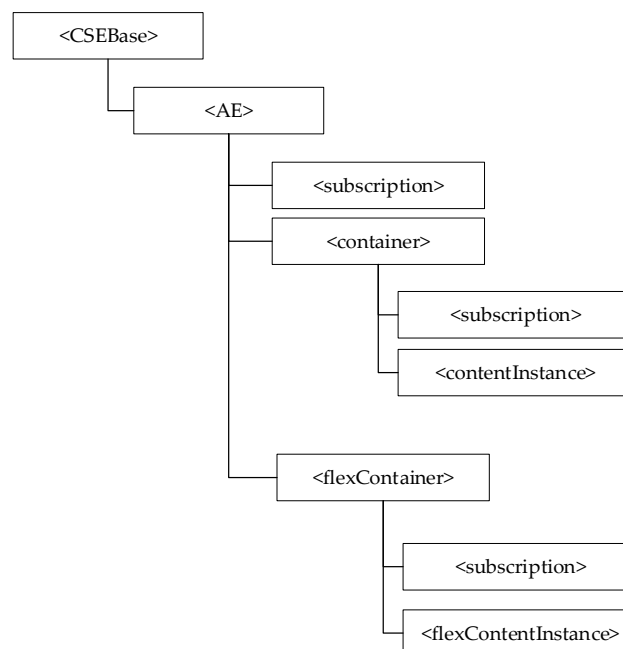 <CSEBase>
<AE>
<subscription>
<container>
<subscription>
<contentInstance>
<flexContainer>
<subscription>
<flexContentInstance>